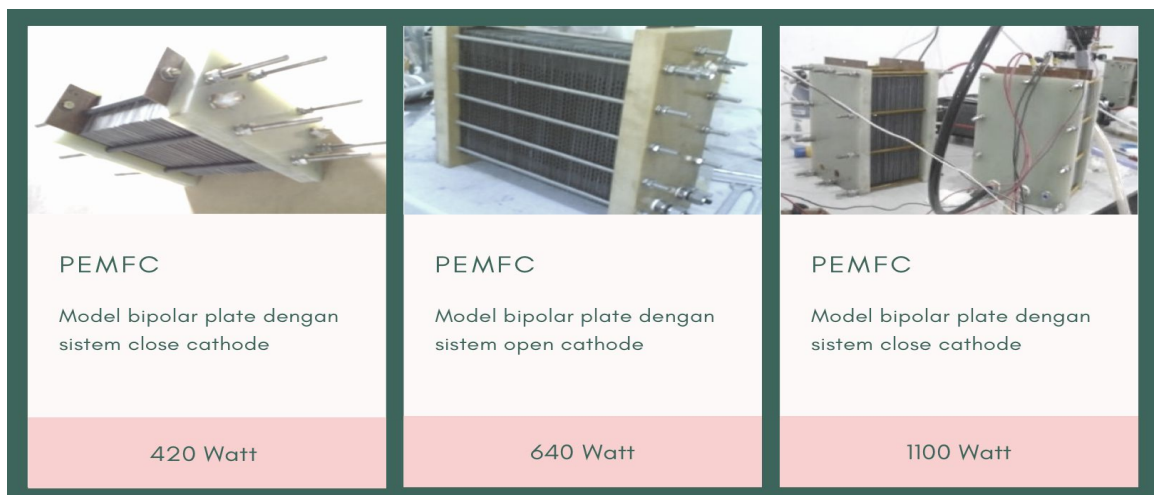 PEMFC
Model bipolar plate dengan
sistem close cathode
420 Watt
PEMFC
Model bipolar plate dengan
sistem open cathode
640 Watt
PEMFC
Model bipolar plate dengan
sistem close cathode
1100 Watt